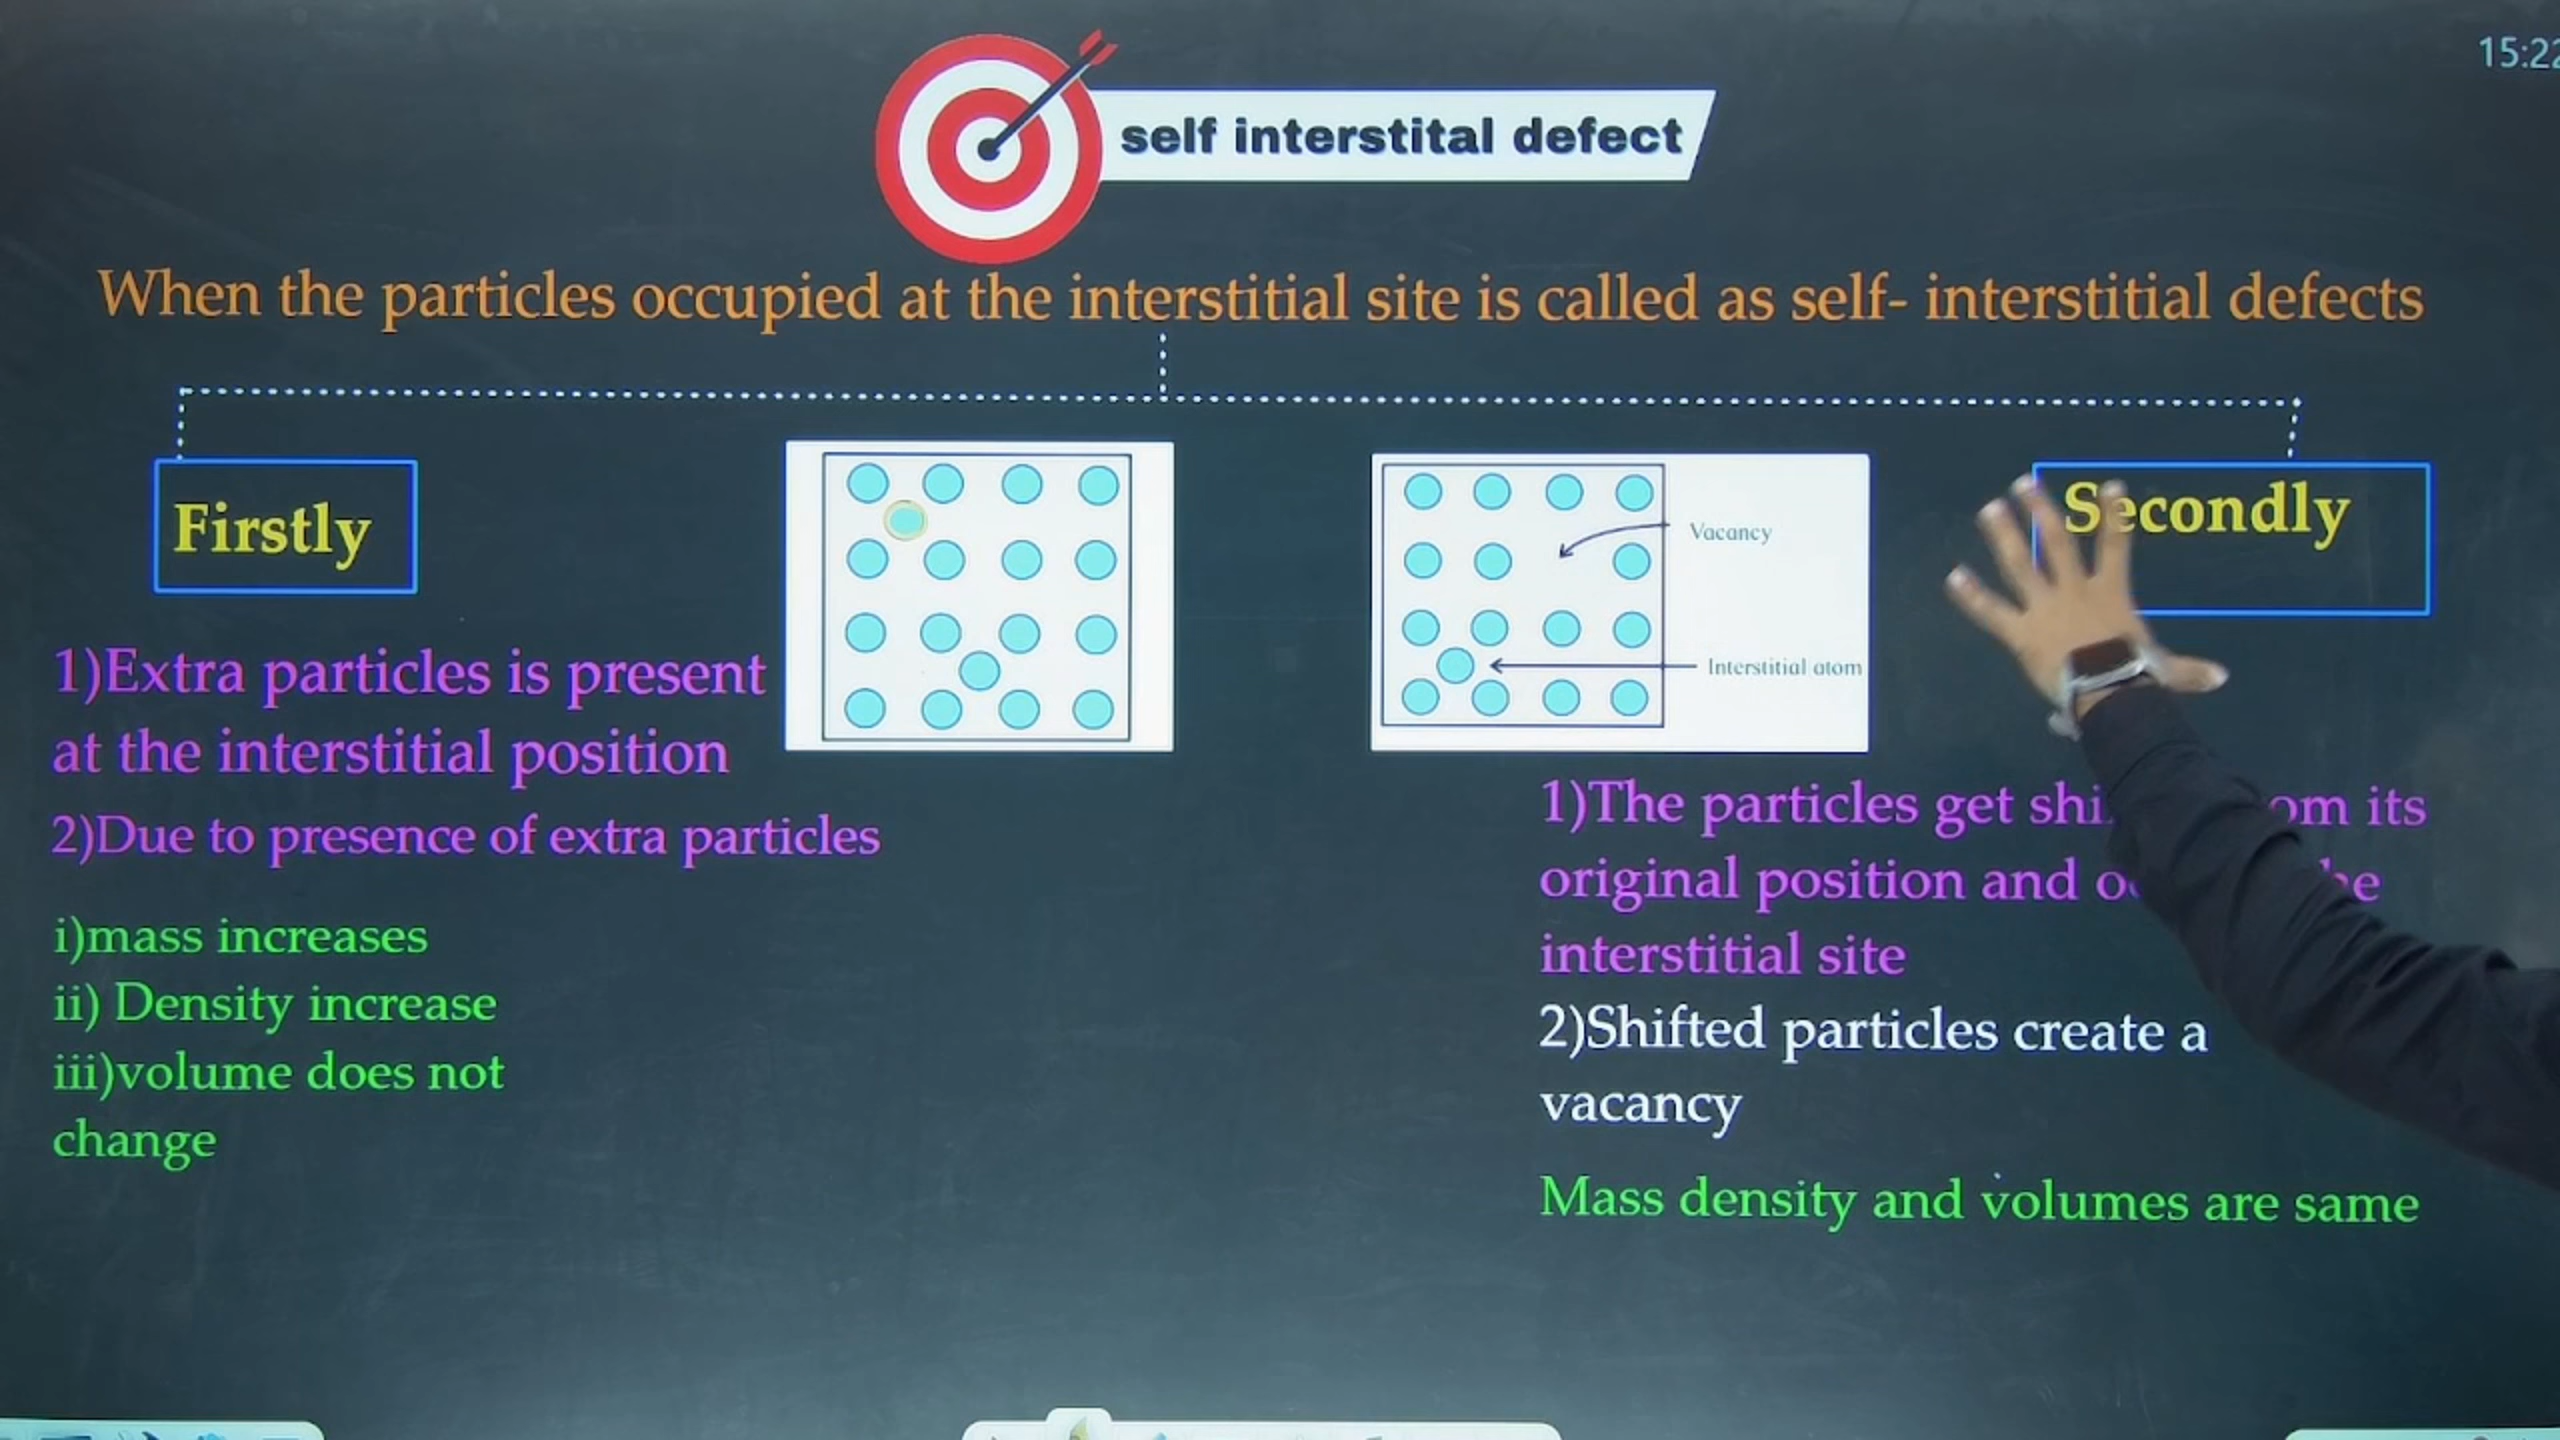 15:22
self interstital defect
When the particles occupied at the interstitial site is called as self- interstitial defects
Firstly
Secondly
Vacancy
Interstitial atom
1)Extra particles is present
at the interstitial position
2)Due to presence of extra particles
i)mass increases
ii) Density increase
iii)volume does not
change
1)The particles get its
original position and
interstitial site
2)Shifted particles create a
vacancy
Mass density and volumes are same